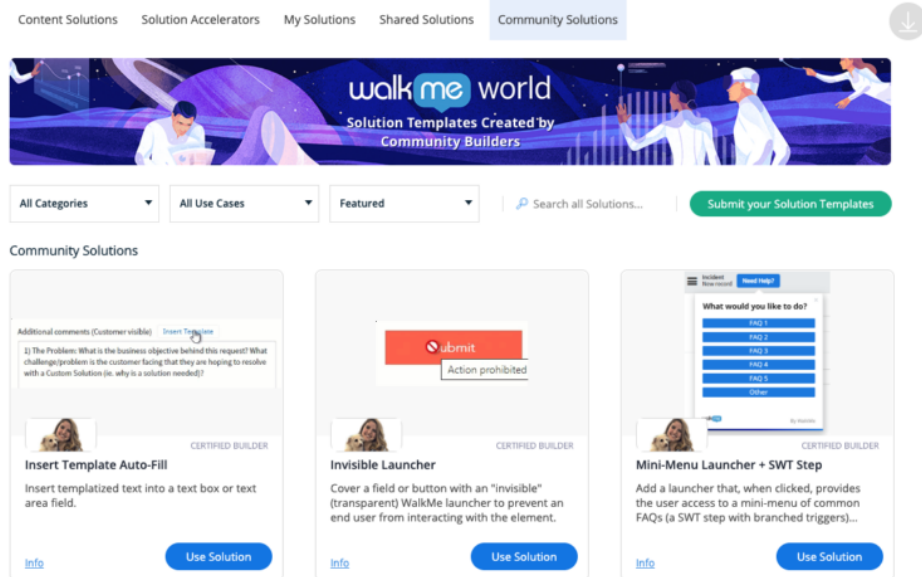 Content Solutions
Solution Accelerators
My Solutions
Shared Solutions
Community Solutions
walkme world
Solution Templates Created by
Community Builders
All Categories
All Use Cases
Featured
Search all Solutions...
Submit your Solution Templates
Community Solutions
Additional comments (Customer visible)
Insert Template
1) The Problem: What is the business objective behind this request? What
challenge/problem is the customer facing that they are hoping to resolve
with a Custom Solution (ie. why is a solution needed)?
CERTIFIED BUILDER
Insert Template Auto-Fill
Insert templatized text into a text box or text
area field.
Info
Use Solution
ubmit
Action prohibited
CERTIFIED BUILDER
Invisible Launcher
Cover a field or button with an "invisible"
(transparent) WalkMe launcher to prevent an
end user from interacting with the element.
Info
Use Solution
Incident
New record
Need Help?
What would you like to do?
FAQ 1
FAQ 2
FAQ 3
FAQ 4
FAQ 5
Other
By WalkMe
CERTIFIED BUILDER
Mini-Menu Launcher + SWT Step
Add a launcher that, when clicked, provides
the user access to a mini-menu of common
FAQs (a SWT step with branched triggers)...
Info
Use Solution